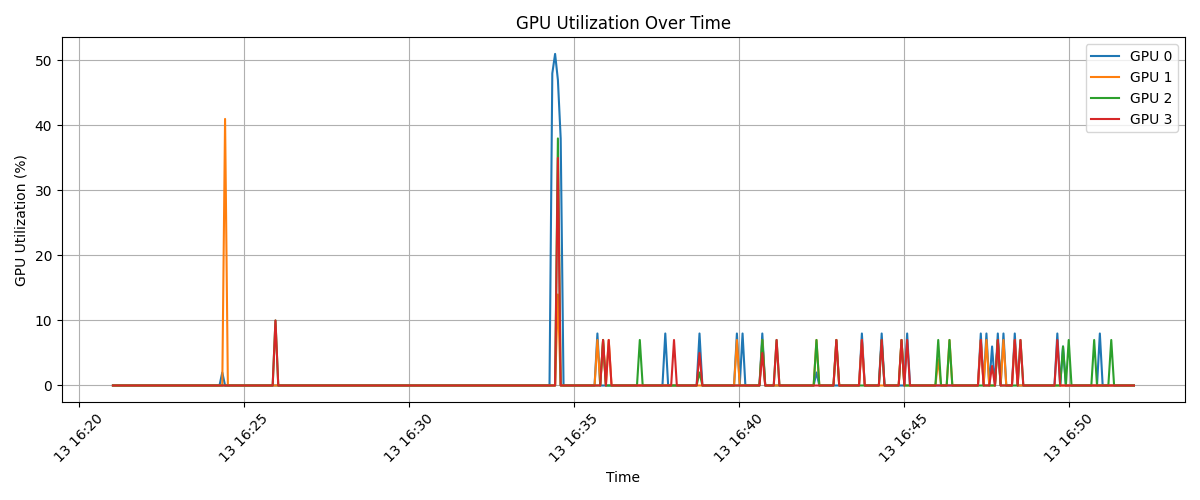 GPU Utilization Over Time
GPU Utilization (%)
50
40
30
20
10
0
GPU 0
GPU 1
GPU 2
GPU 3
13 16:20
13 16:25
13 16:30
13 16:35
13 16:40
13 16:45
13 16:50
Time